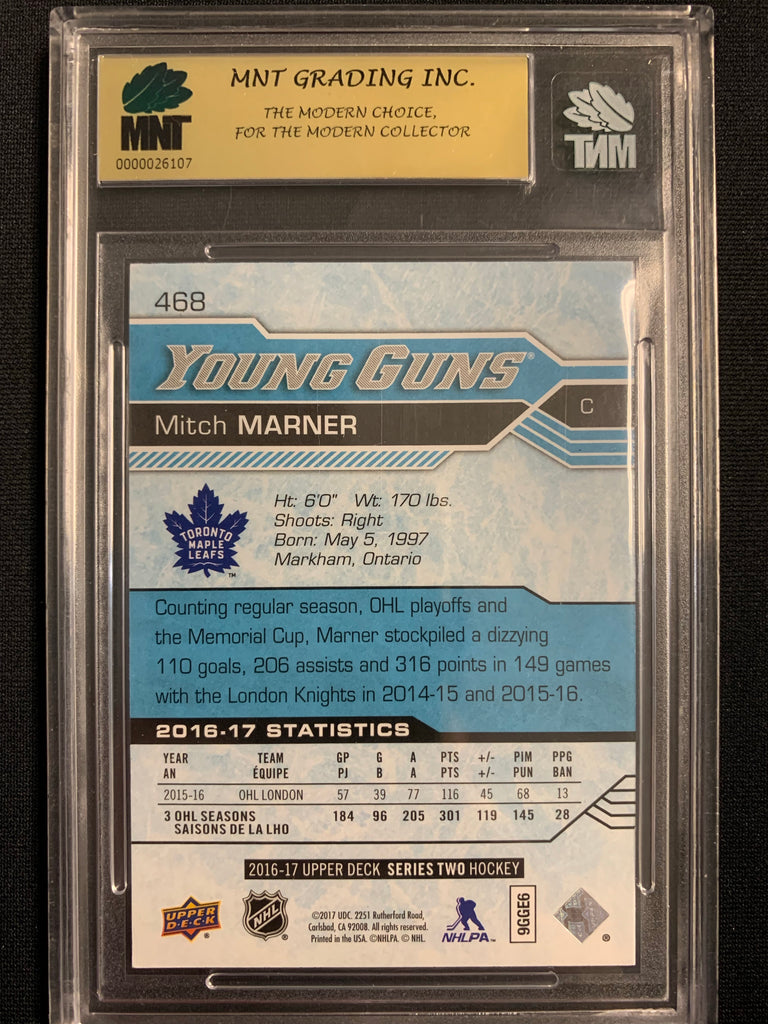 MNT GRADING INC.
THE MODERN CHOICE,
FOR THE MODERN COLLECTOR
MNT
0000026107
MNT
468
YOUNG GUNS®
Mitch MARNER
C
TORONTO
MAPLE
LEAFS
TM
Ht: 6'0" Wt: 170 lbs.
Shoots: Right
Born: May 5, 1997
Markham, Ontario
Counting regular season, OHL playoffs and
the Memorial Cup, Marner stockpiled a dizzying
110 goals, 206 assists and 316 points in 149 games
with the London Knights in 2014-15 and 2015-16.
2016-17 STATISTICS
YEAR TEAM GP G A PTS +/- PIM PPG
AN ÉQUIPE PJ B A PTS +/- PUN BAN
2015-16 OHL LONDON 57 39 77 116 45 68 13
3 OHL SEASONS 184 96 205 301 119 145 28
SAISONS DE LA LHO
2016-17 UPPER DECK SERIES TWO HOCKEY
UPPER
DECK
®
NHL
®
©2017 UDC. 2251 Rutherford Road,
Carlsbad, CA 92008. All rights reserved.
Printed in the USA. ©NHLPA. © NHL.
NHLPA™
9GGE6
®